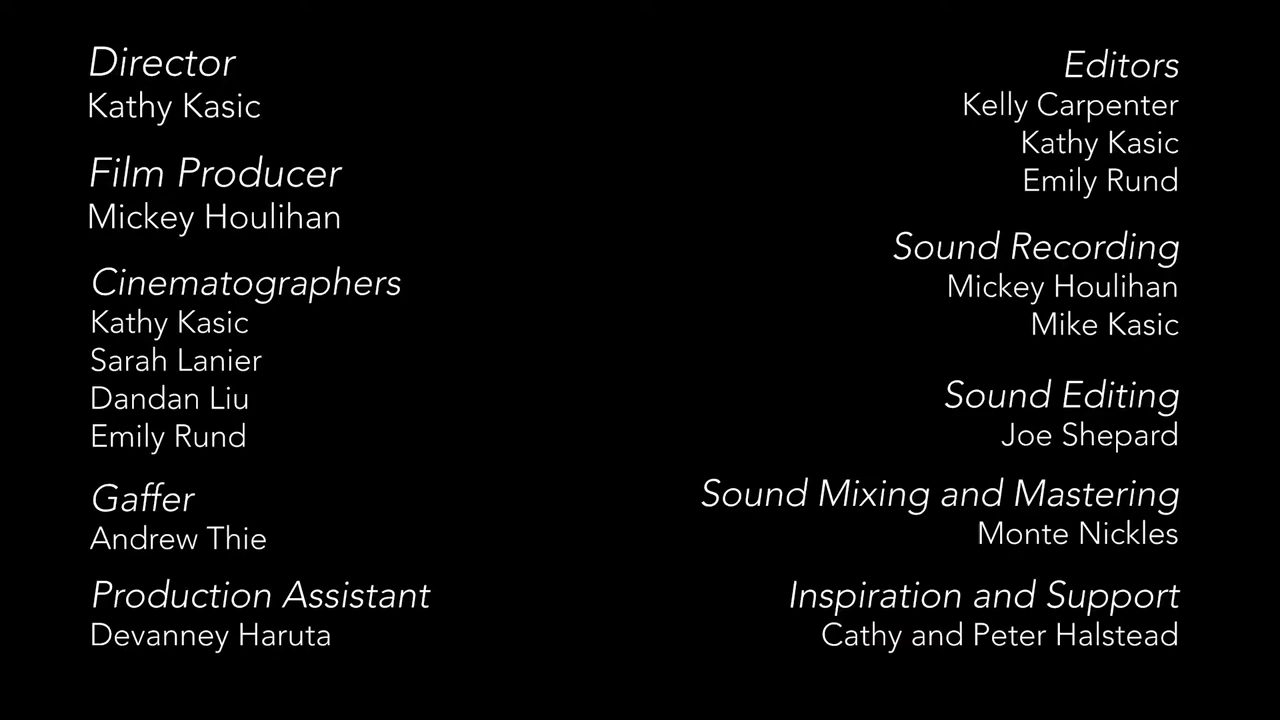 Director
Kathy Kasic
Film Producer
Mickey Houlihan
Cinematographers
Kathy Kasic
Sarah Lanier
Dandan Liu
Emily Rund
Gaffer
Andrew Thie
Production Assistant
Devanney Haruta
Editors
Kelly Carpenter
Kathy Kasic
Emily Rund
Sound Recording
Mickey Houlihan
Mike Kasic
Sound Editing
Joe Shepard
Sound Mixing and Mastering
Monte Nickles
Inspiration and Support
Cathy and Peter Halstead